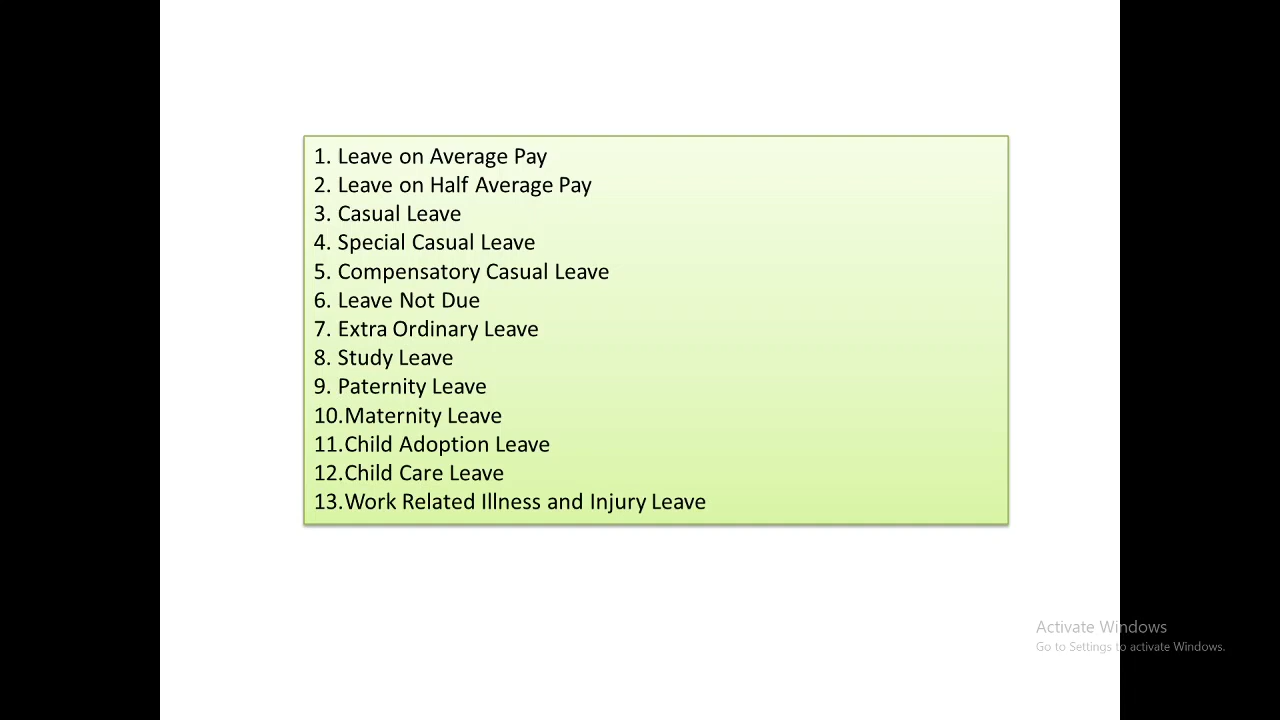 1. Leave on Average Pay
2. Leave on Half Average Pay
3. Casual Leave
4. Special Casual Leave
5. Compensatory Casual Leave
6. Leave Not Due
7. Extra Ordinary Leave
8. Study Leave
9. Paternity Leave
10.Maternity Leave
11.Child Adoption Leave
12.Child Care Leave
13.Work Related Illness and Injury Leave
Activate Windows
Go to Settings to activate Windows.